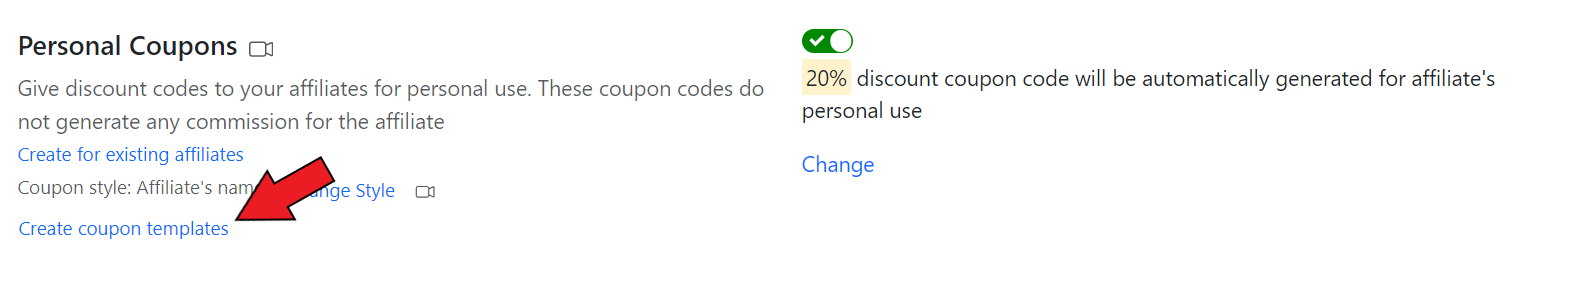 Personal Coupons
Give discount codes to your affiliates for personal use. These coupon codes do
not generate any commission for the affiliate
Create for existing affiliates
Coupon style: Affiliate's Style
Create coupon templates
20% discount coupon code will be automatically generated for affiliate's
personal use
Change